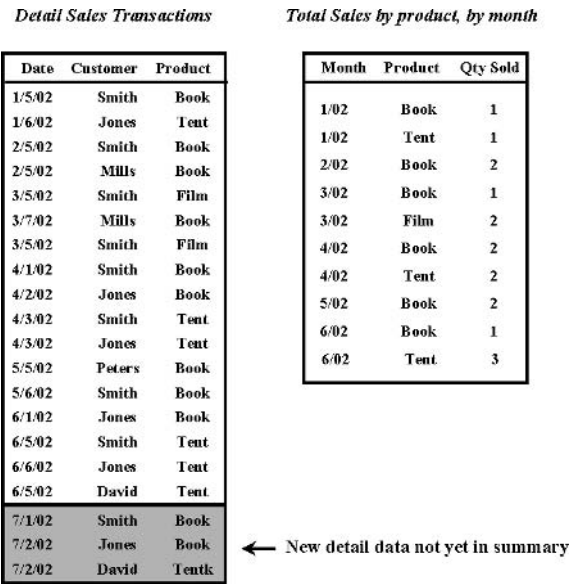 Detail Sales Transactions
Date Customer Product
1/5/02 Smith Book
1/6/02 Jones Tent
2/5/02 Smith Book
2/5/02 Mills Book
3/5/02 Smith Film
3/7/02 Mills Book
3/5/02 Smith Film
4/1/02 Smith Book
4/2/02 Jones Book
4/3/02 Smith Tent
4/3/02 Jones Tent
5/5/02 Peters Book
5/6/02 Smith Book
6/1/02 Jones Book
6/5/02 Smith Tent
6/6/02 Jones Tent
6/5/02 David Tent
7/1/02 Smith Book
7/2/02 Jones Book
7/2/02 David Tentk
Total Sales by product, by month
Month Product Qty Sold
1/02 Book 1
1/02 Tent 1
2/02 Book 2
3/02 Book 1
3/02 Film 2
4/02 Book 2
4/02 Tent 2
5/02 Book 2
6/02 Book 1
6/02 Tent 3
New detail data not yet in summary